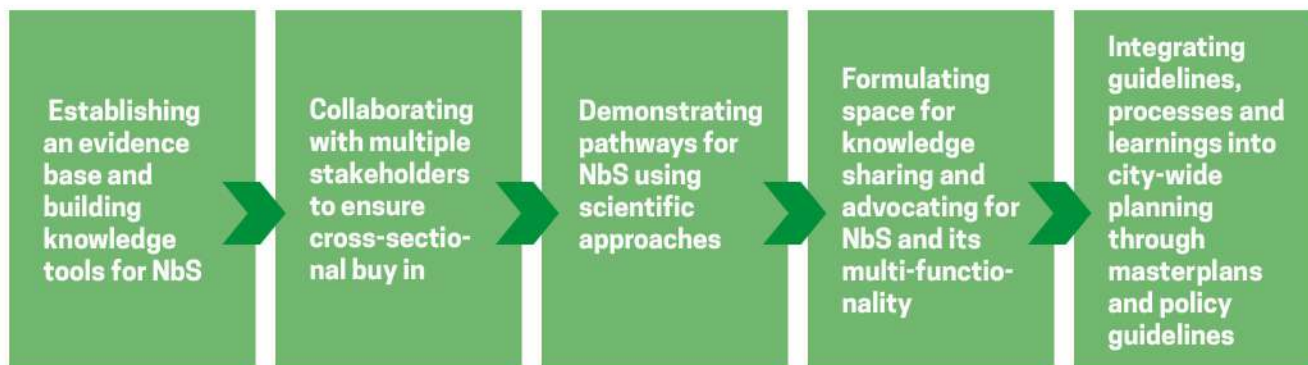 Establishing
an evidence
base and
building
knowledge
tools for NbS
Collaborating
with multiple
stakeholders
to ensure
cross-sectio-
nal buy in
Demonstrating
pathways for
NbS using
scientific
approaches
Formulating
space for
knowledge
sharing and
advocating for
NbS and its
multi-functio-
nality
Integrating
guidelines,
processes and
learnings into
city-wide
planning
through
masterplans
and policy
guidelines